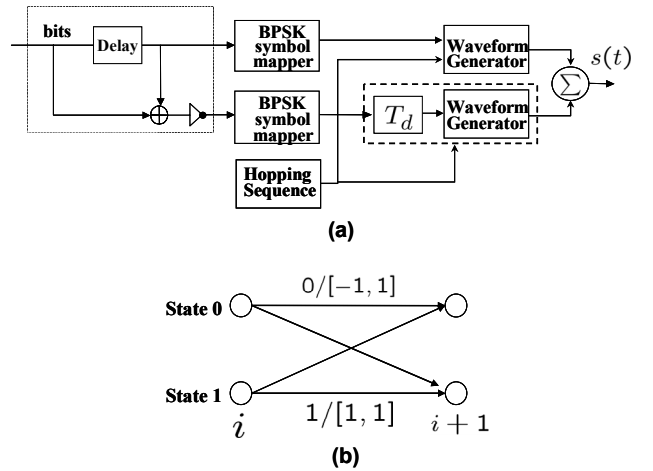 bits
Delay
BPSK
symbol
mapper
Waveform
Generator
s(t)
Σ
BPSK
symbol
mapper
T_d
Waveform
Generator
Hopping
Sequence
(a)
0/[−1, 1]
State 0
State 1
1/[1, 1]
i
i + 1
(b)